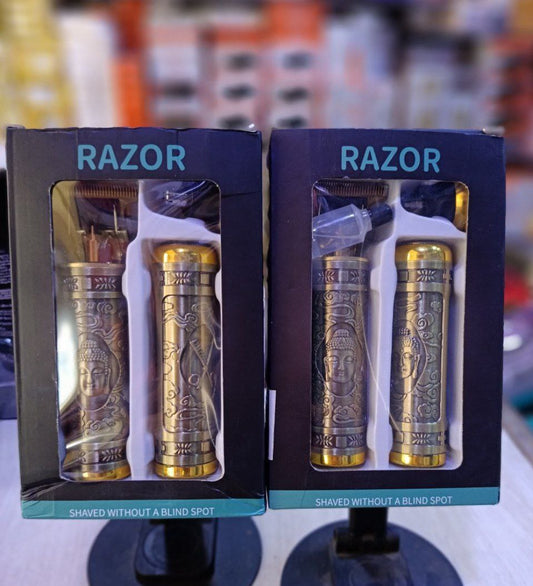 RAZOR
SHAVED WITHOUT A BLIND SPOT
RAZOR
SHAVED WITHOUT A BLIND SPOT